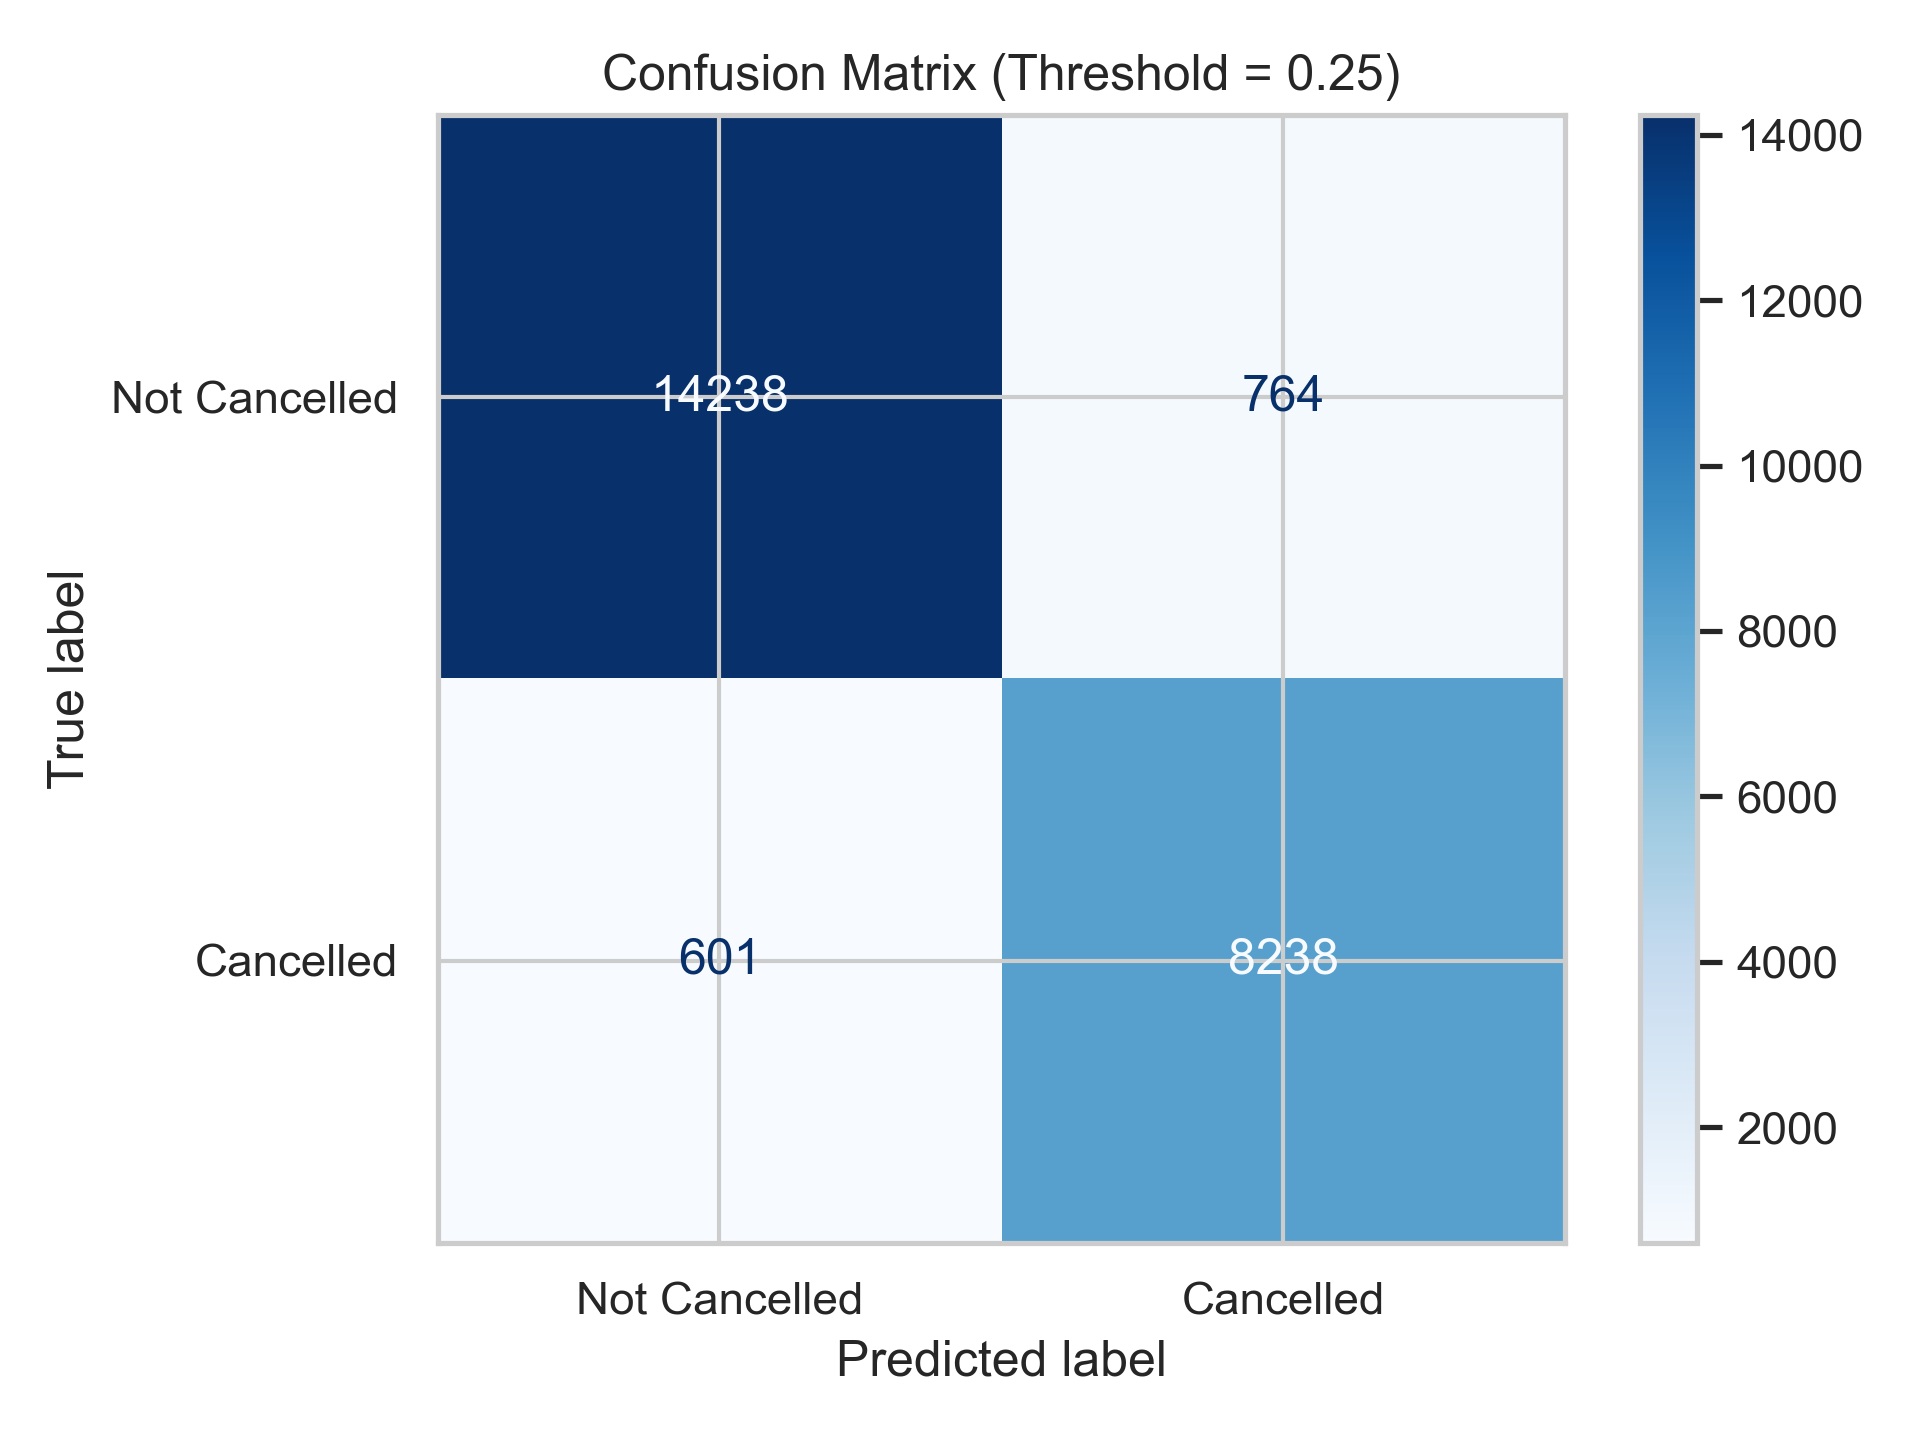 Confusion Matrix (Threshold = 0.25)
True label
Not Cancelled
Cancelled
14238
764
601
8238
Not Cancelled
Cancelled
Predicted label
14000
12000
10000
8000
6000
4000
2000